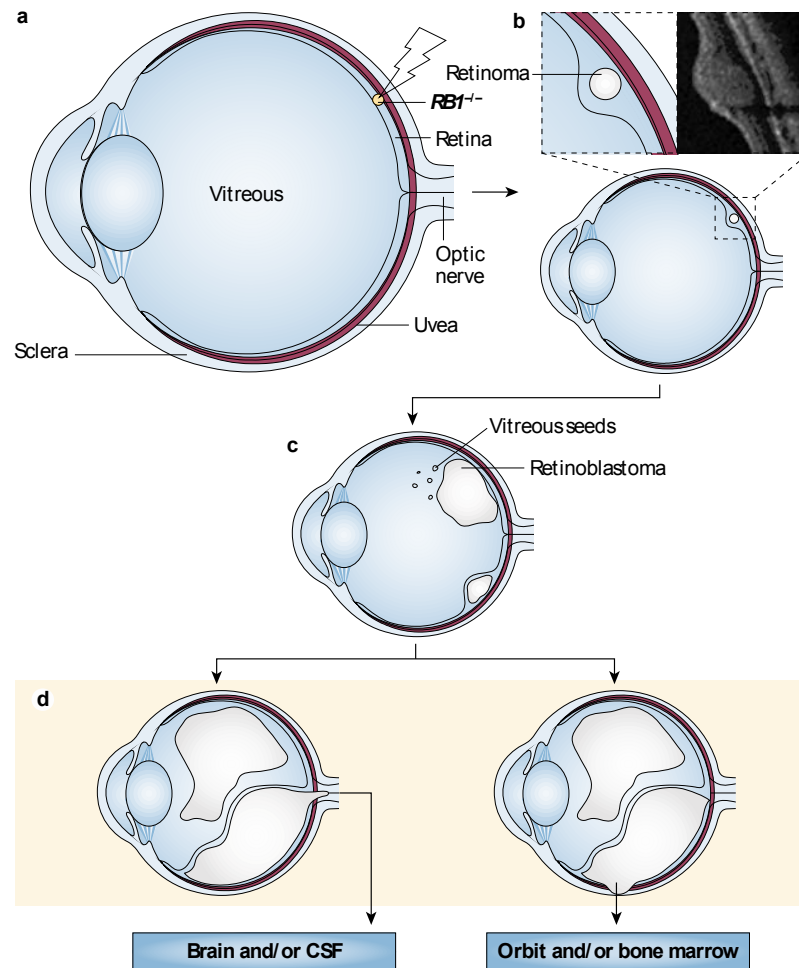 a
b
Retinoma
RB1–/–
Retina
Vitreous
Optic
nerve
Uvea
Sclera
c
Vitreous seeds
Retinoblastoma
d
Brain and/or CSF
Orbit and/or bone marrow